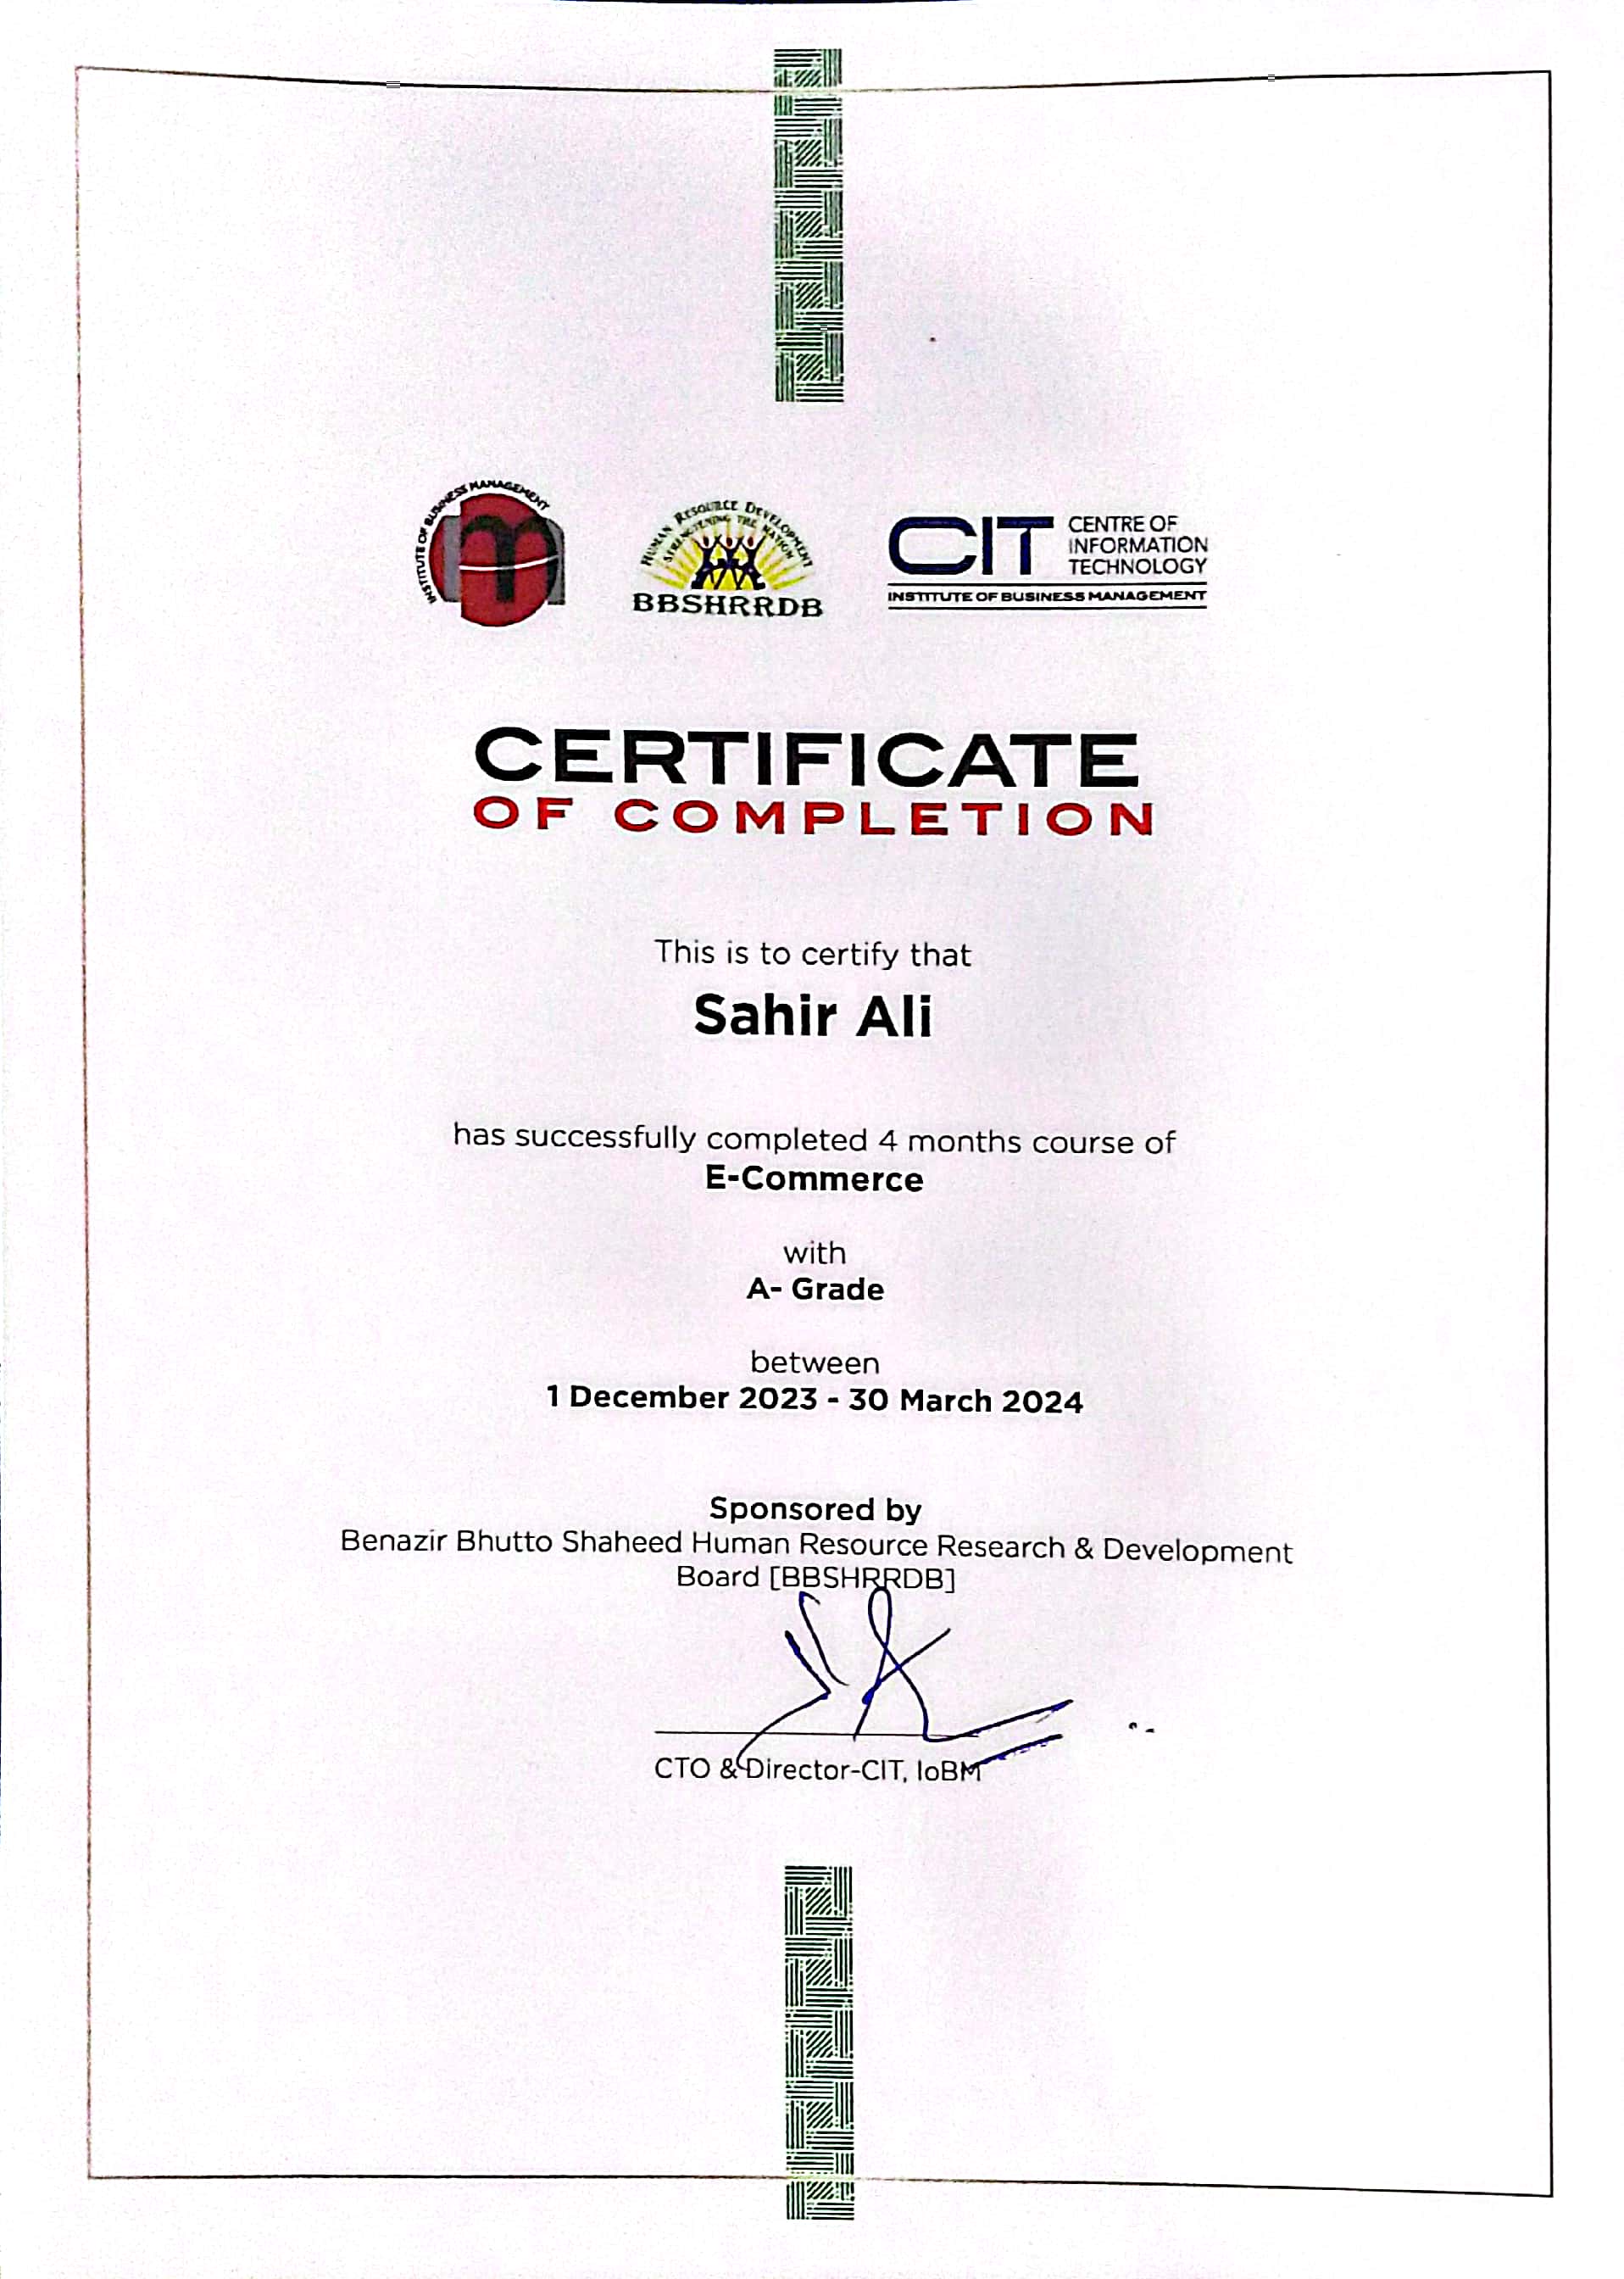 INSTITUTE OF BUSINESS MANAGEMENT
m
HUMAN RESOURCE DEVELOPMENT
STRENGTHENING THE NATION
BBSHRRDB
CIT
CENTRE OF
INFORMATION
TECHNOLOGY
INSTITUTE OF BUSINESS MANAGEMENT
CERTIFICATE
OF COMPLETION
This is to certify that
Sahir Ali
has successfully completed 4 months course of
E-Commerce
with
A- Grade
between
1 December 2023 - 30 March 2024
Sponsored by
Benazir Bhutto Shaheed Human Resource Research & Development
Board [BBSHRRDB]
CTO & Director-CIT, IoBM